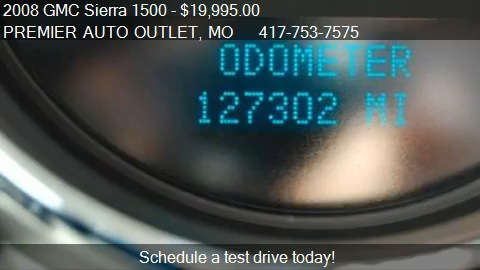 2008 GMC Sierra 1500 - $19,995.00
PREMIER AUTO OUTLET, MO 417-753-7575
ODOMETER
127302 MI
Schedule a test drive today!